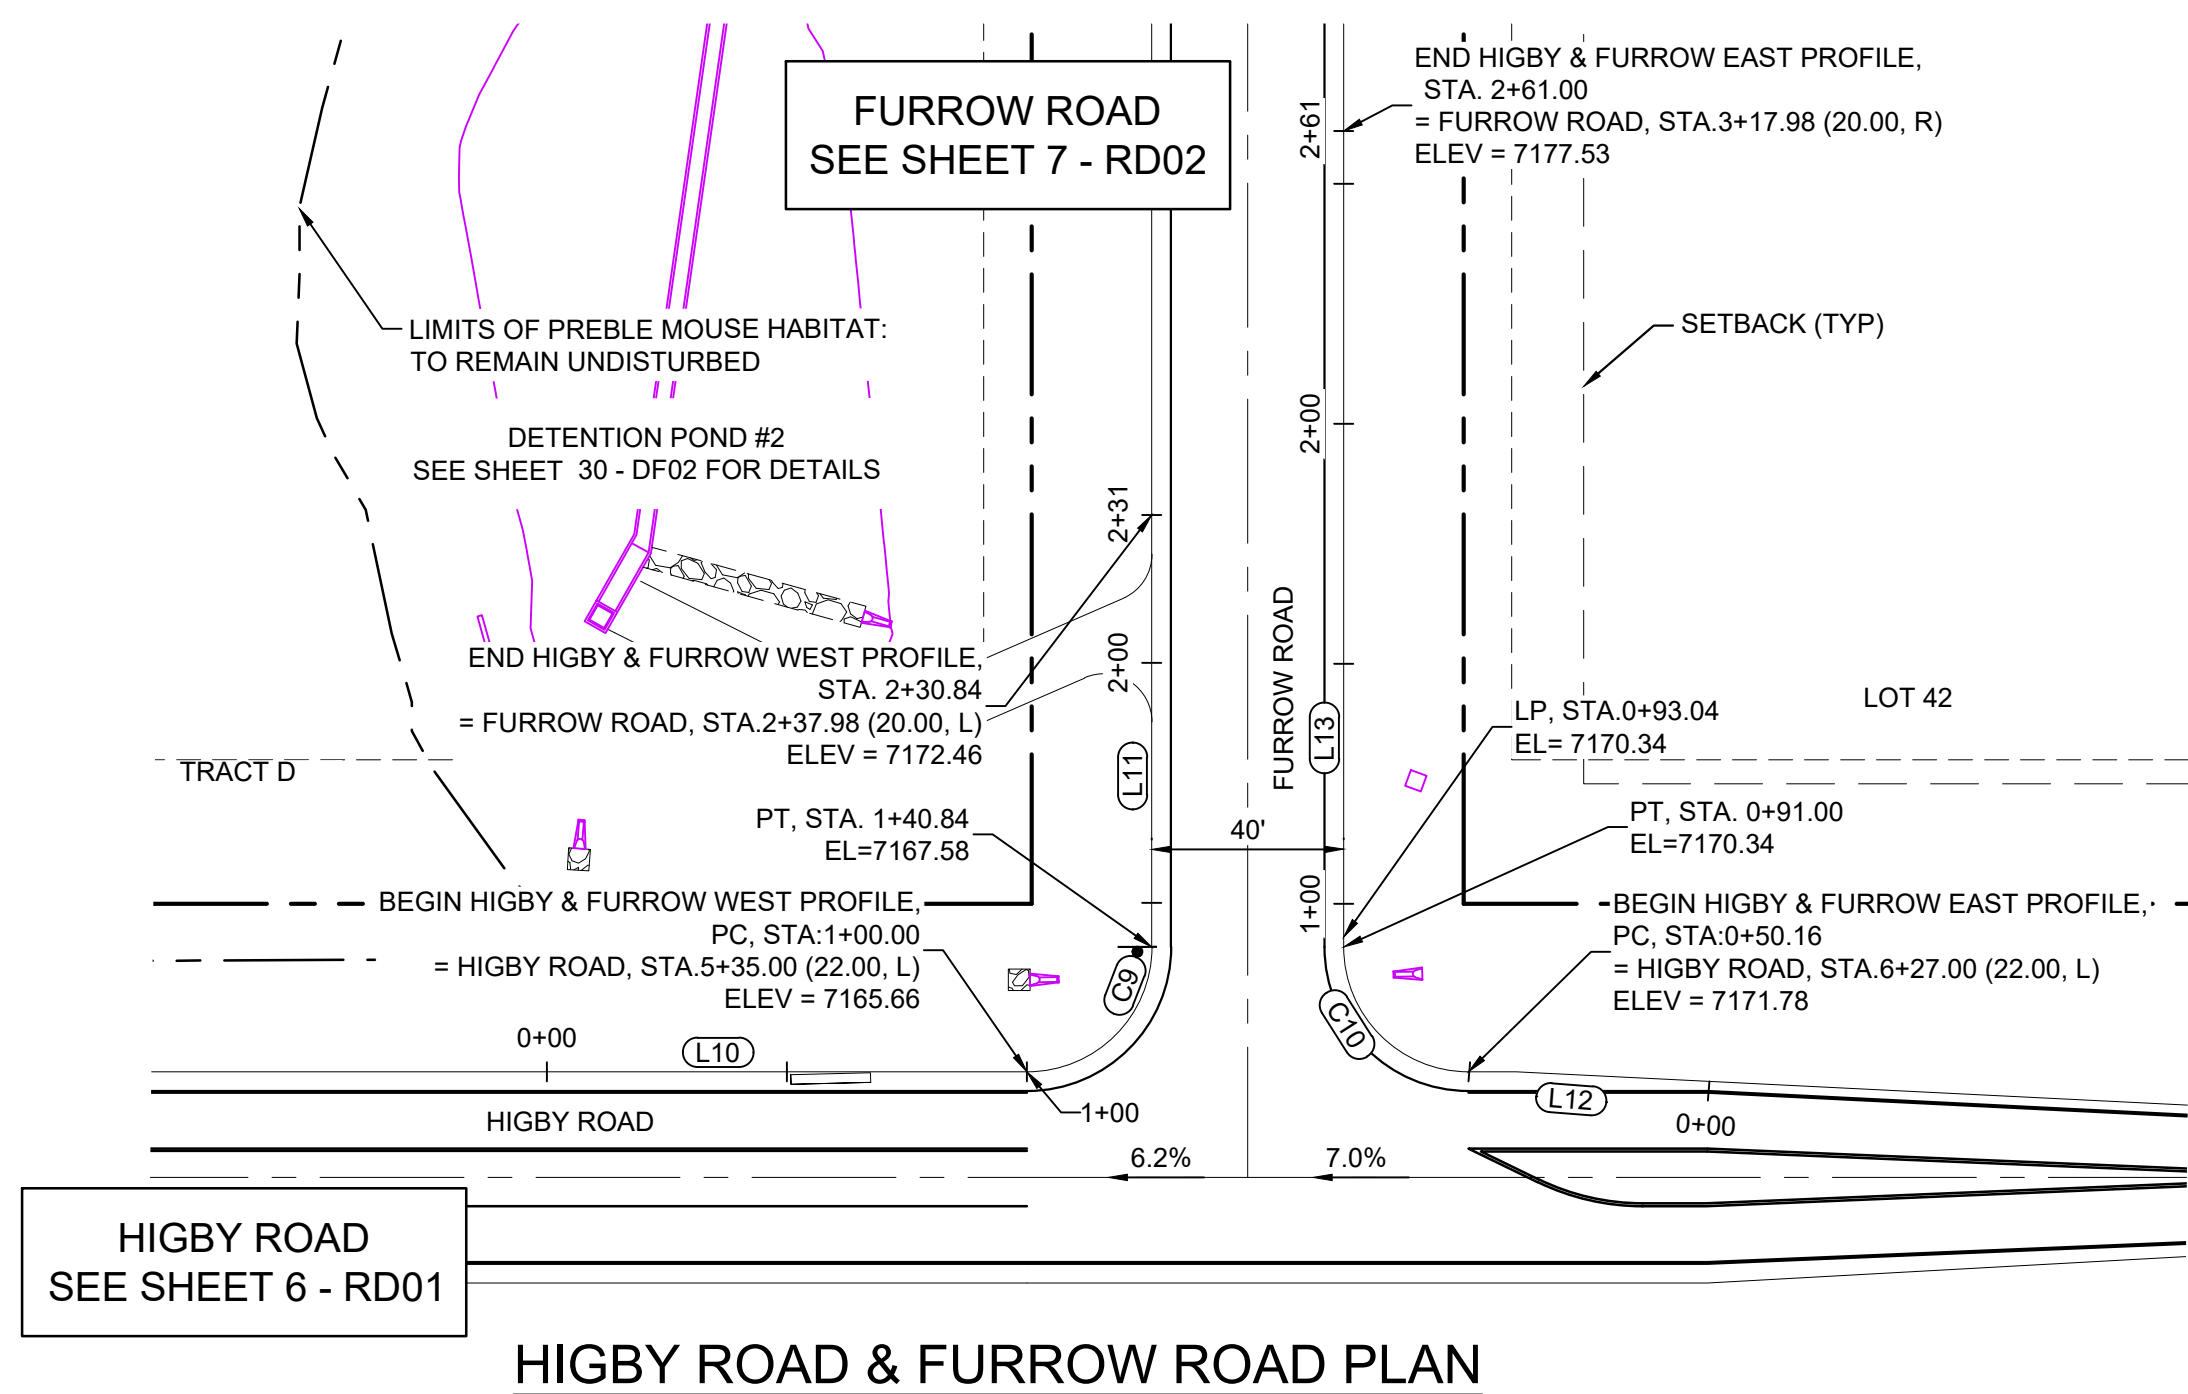 FURROW ROAD
SEE SHEET 7 - RD02
END HIGBY & FURROW EAST PROFILE,
STA. 2+61.00
= FURROW ROAD, STA.3+17.98 (20.00, R)
ELEV = 7177.53
2+61
LIMITS OF PREBLE MOUSE HABITAT:
TO REMAIN UNDISTURBED
SETBACK (TYP)
DETENTION POND #2
SEE SHEET 30 - DF02 FOR DETAILS
2+00
2+31
END HIGBY & FURROW WEST PROFILE,
STA. 2+30.84
= FURROW ROAD, STA.2+37.98 (20.00, L)
ELEV = 7172.46
2+00
FURROW ROAD
L11
L13
LP, STA.0+93.04
EL= 7170.34
LOT 42
TRACT D
PT, STA. 1+40.84
EL=7167.58
40'
PT, STA. 0+91.00
EL=7170.34
BEGIN HIGBY & FURROW WEST PROFILE,
PC, STA:1+00.00
= HIGBY ROAD, STA.5+35.00 (22.00, L)
ELEV = 7165.66
1+00
BEGIN HIGBY & FURROW EAST PROFILE,
PC, STA:0+50.16
= HIGBY ROAD, STA.6+27.00 (22.00, L)
ELEV = 7171.78
C9
C10
0+00
L10
1+00
L12
0+00
HIGBY ROAD
6.2%
7.0%
HIGBY ROAD
SEE SHEET 6 - RD01
HIGBY ROAD & FURROW ROAD PLAN